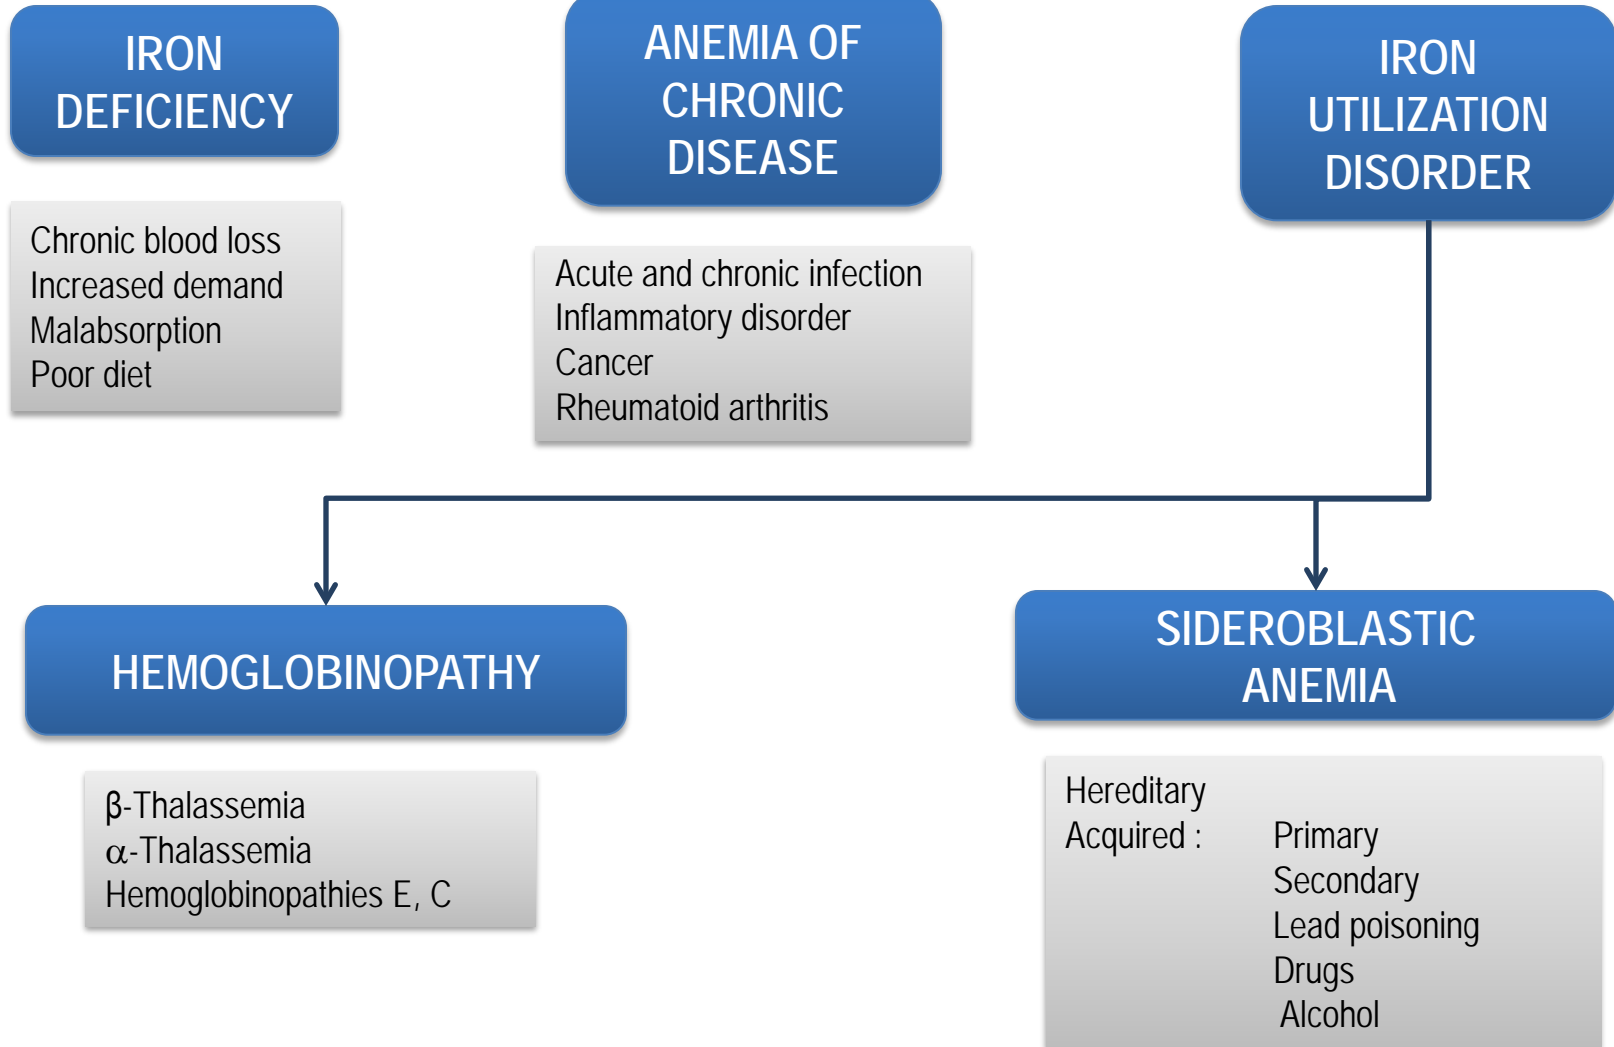 IRON
DEFICIENCY
Chronic blood loss
Increased demand
Malabsorption
Poor diet
ANEMIA OF
CHRONIC
DISEASE
Acute and chronic infection
Inflammatory disorder
Cancer
Rheumatoid arthritis
IRON
UTILIZATION
DISORDER
HEMOGLOBINOPATHY
β-Thalassemia
α-Thalassemia
Hemoglobinopathies E, C
SIDEROBLASTIC
ANEMIA
Hereditary
Acquired : Primary
Secondary
Lead poisoning
Drugs
Alcohol